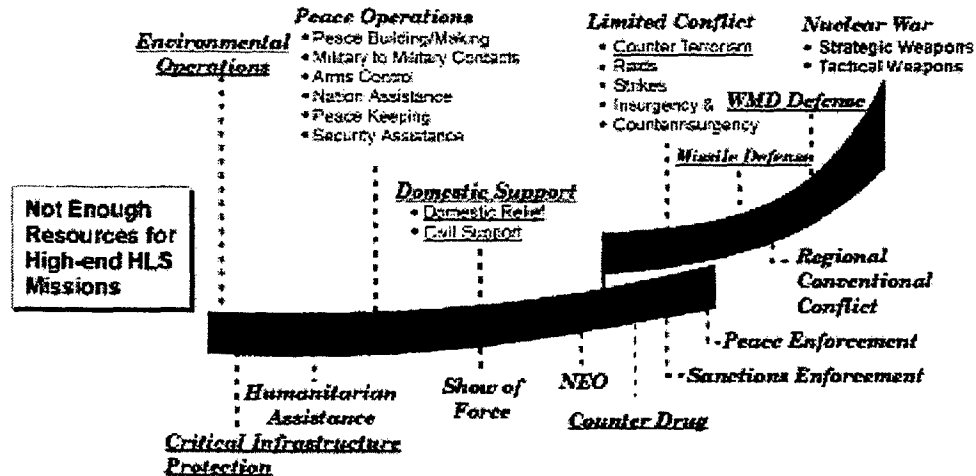 Environmental
Operations
Peace Operations
• Peace Building/Making
• Military to Military Contacts
• Arms Control
• Nation Assistance
• Peace Keeping
• Security Assistance
Limited Conflict
• Counter Terrorism
• Raids
• Strikes
• Insurgency &
• Counterinsurgency
Nuclear War
• Strategic Weapons
• Tactical Weapons
WMD Defense
Missile Defense
Domestic Support
• Domestic Relief
• Civil Support
Not Enough
Resources for
High-end HLS
Missions
Regional
Conventional
Conflict
Peace Enforcement
Sanctions Enforcement
Humanitarian
Assistance
Show of
Force
NEO
Counter Drug
Critical Infrastructure
Protection